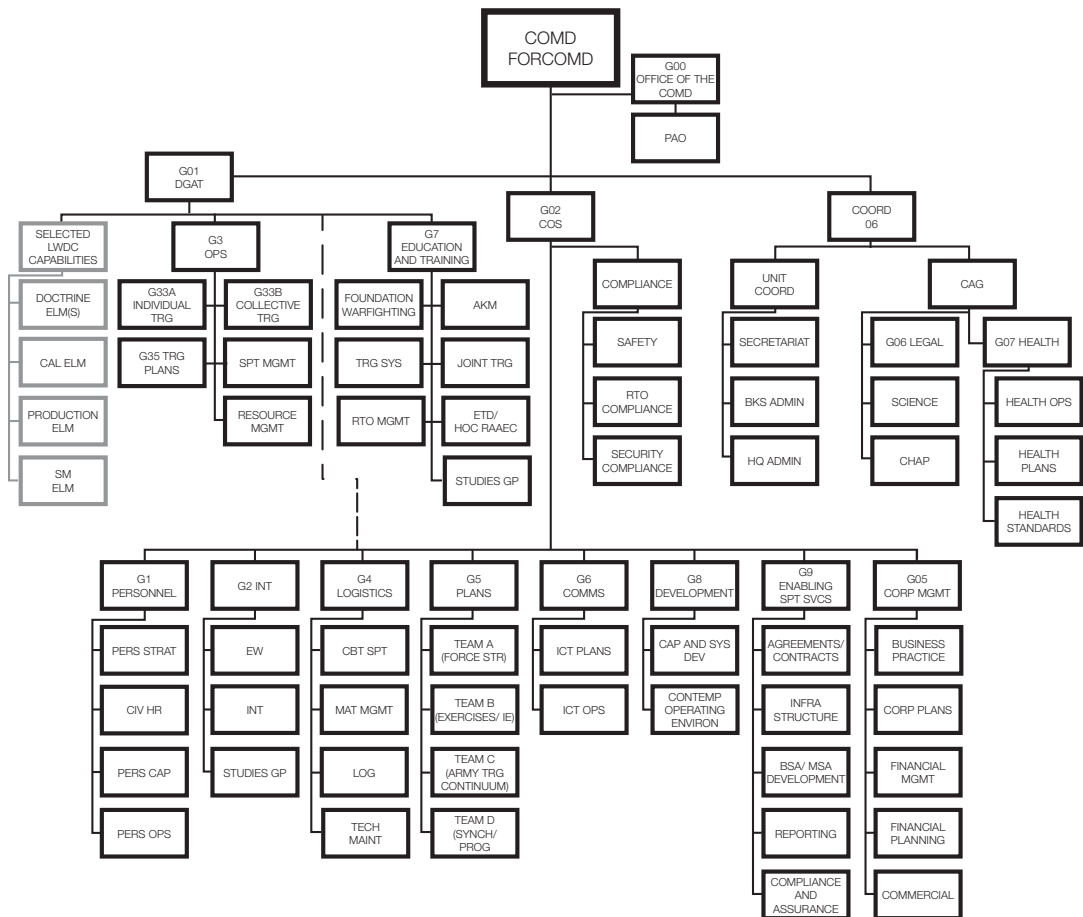 COMD
FORCOMD
G00
OFFICE OF THE
COMD
PAO
G01
DGAT
G02
COS
COORD
06
SELECTED
LWDC
CAPABILITIES
DOCTRINE
ELM(S)
CAL ELM
PRODUCTION
ELM
SM
ELM
G3
OPS
G33A
INDIVIDUAL
TRG
G33B
COLLECTIVE
TRG
G35 TRG
PLANS
SPT MGMT
RESOURCE
MGMT
G7
EDUCATION
AND TRAINING
FOUNDATION
WARFIGHTING
AKM
TRG SYS
JOINT TRG
RTO MGMT
ETD/
HOC RAAEC
STUDIES GP
COMPLIANCE
SAFETY
RTO
COMPLIANCE
SECURITY
COMPLIANCE
UNIT
COORD
SECRETARIAT
BKS ADMIN
HQ ADMIN
CAG
G06 LEGAL
SCIENCE
CHAP
G07 HEALTH
HEALTH OPS
HEALTH
PLANS
HEALTH
STANDARDS
G1
PERSONNEL
PERS STRAT
CIV HR
PERS CAP
PERS OPS
G2 INT
EW
INT
STUDIES GP
G4
LOGISTICS
CBT SPT
MAT MGMT
LOG
TECH
MAINT
G5
PLANS
TEAM A
(FORCE STR)
TEAM B
(EXERCISES/ IE)
TEAM C
(ARMY TRG
CONTINUUM)
TEAM D
(SYNCH/
PROG
G6
COMMS
ICT PLANS
ICT OPS
G8
DEVELOPMENT
CAP AND SYS
DEV
CONTEMP
OPERATING
ENVIRON
G9
ENABLING
SPT SVCS
AGREEMENTS/
CONTRACTS
INFRA
STRUCTURE
BSA/ MSA
DEVELOPMENT
REPORTING
COMPLIANCE
AND
ASSURANCE
G05
CORP MGMT
BUSINESS
PRACTICE
CORP PLANS
FINANCIAL
MGMT
FINANCIAL
PLANNING
COMMERCIAL